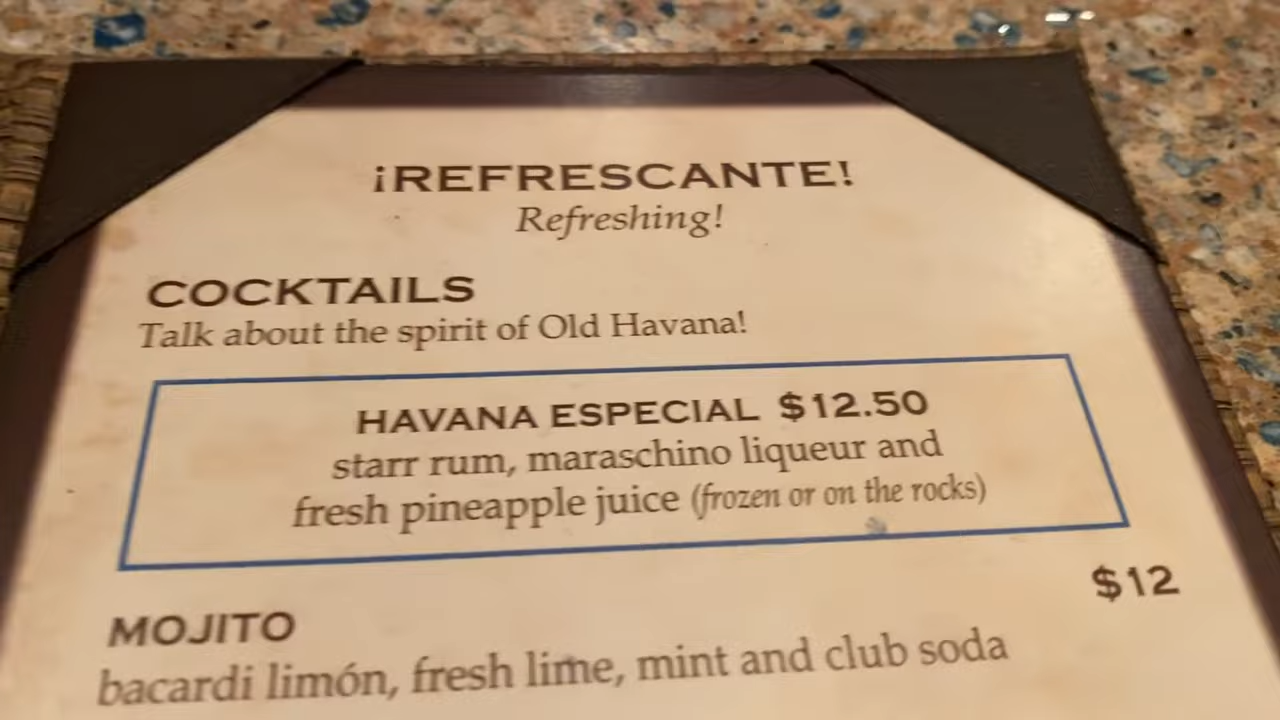 ¡REFRESCANTE!
Refreshing!
COCKTAILS
Talk about the spirit of Old Havana!
HAVANA ESPECIAL $12.50
starr rum, maraschino liqueur and
fresh pineapple juice (frozen or on the rocks)
MOJITO $12
bacardi limón, fresh lime, mint and club soda